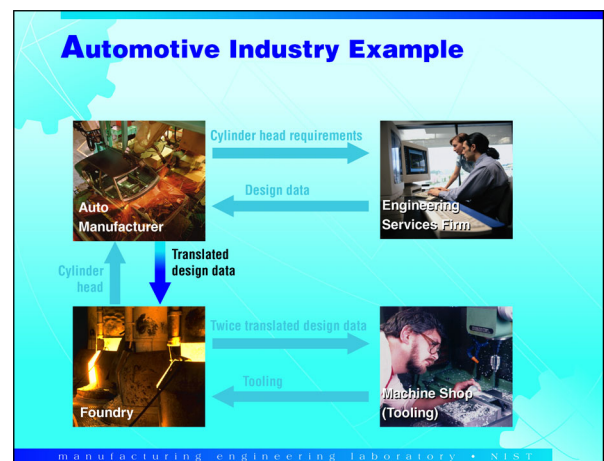 Automotive Industry Example
Cylinder head requirements
Design data
Auto
Manufacturer
Engineering
Services Firm
Translated
design data
Cylinder
head
Twice translated design data
Tooling
Foundry
Machine Shop
(Tooling)
manufacturing engineering laboratory • NIST